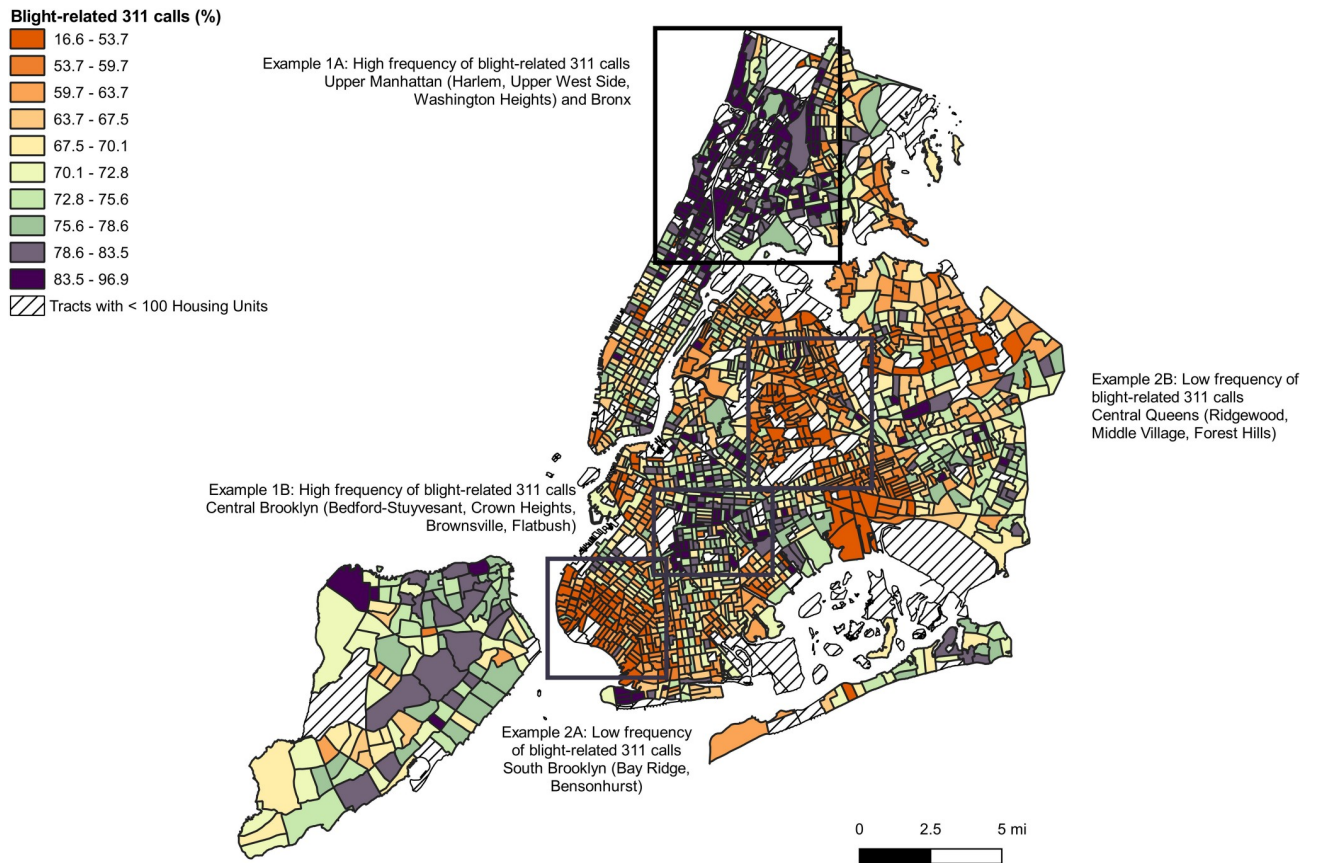 Blight-related 311 calls (%)
16.6 - 53.7
53.7 - 59.7
59.7 - 63.7
63.7 - 67.5
67.5 - 70.1
70.1 - 72.8
72.8 - 75.6
75.6 - 78.6
78.6 - 83.5
83.5 - 96.9
Tracts with < 100 Housing Units
Example 1A: High frequency of blight-related 311 calls
Upper Manhattan (Harlem, Upper West Side,
Washington Heights) and Bronx
Example 2B: Low frequency of
blight-related 311 calls
Central Queens (Ridgewood,
Middle Village, Forest Hills)
Example 1B: High frequency of blight-related 311 calls
Central Brooklyn (Bedford-Stuyvesant, Crown Heights,
Brownsville, Flatbush)
Example 2A: Low frequency
of blight-related 311 calls
South Brooklyn (Bay Ridge,
Bensonhurst)
0 2.5 5 mi